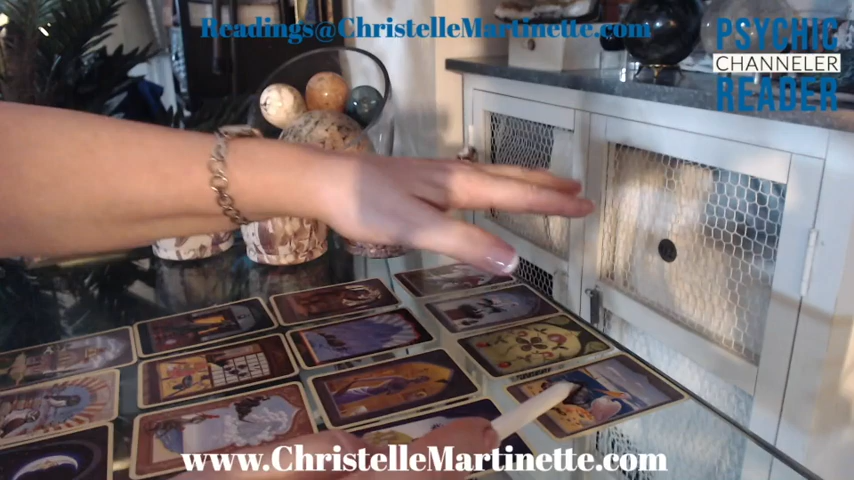 Readings@ChristelleMartinette.com
PSYCHIC
CHANNELER
READER
www.ChristelleMartinette.com